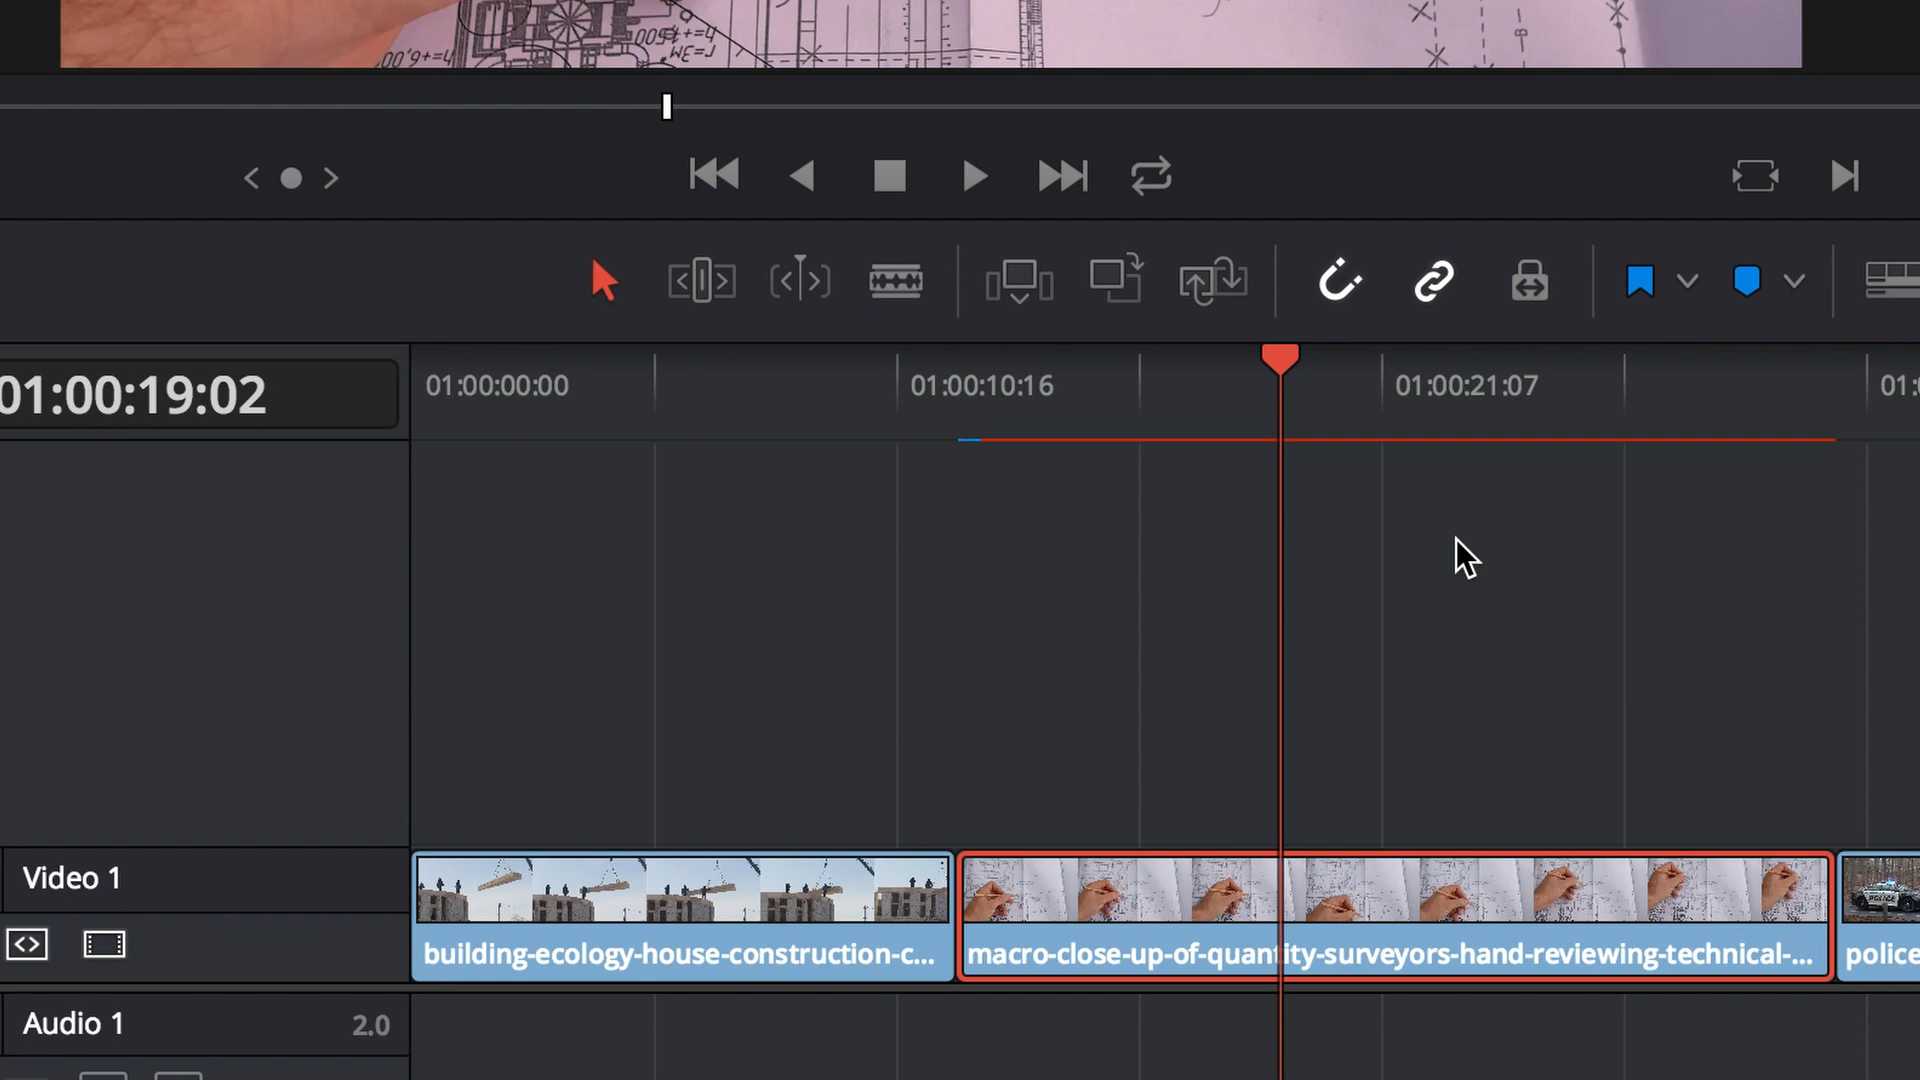 01:00:19:02
01:00:00:00
01:00:10:16
01:00:21:07
Video 1
building-ecology-house-construction-c...
macro-close-up-of-quantity-surveyors-hand-reviewing-technical-...
police
Audio 1
2.0